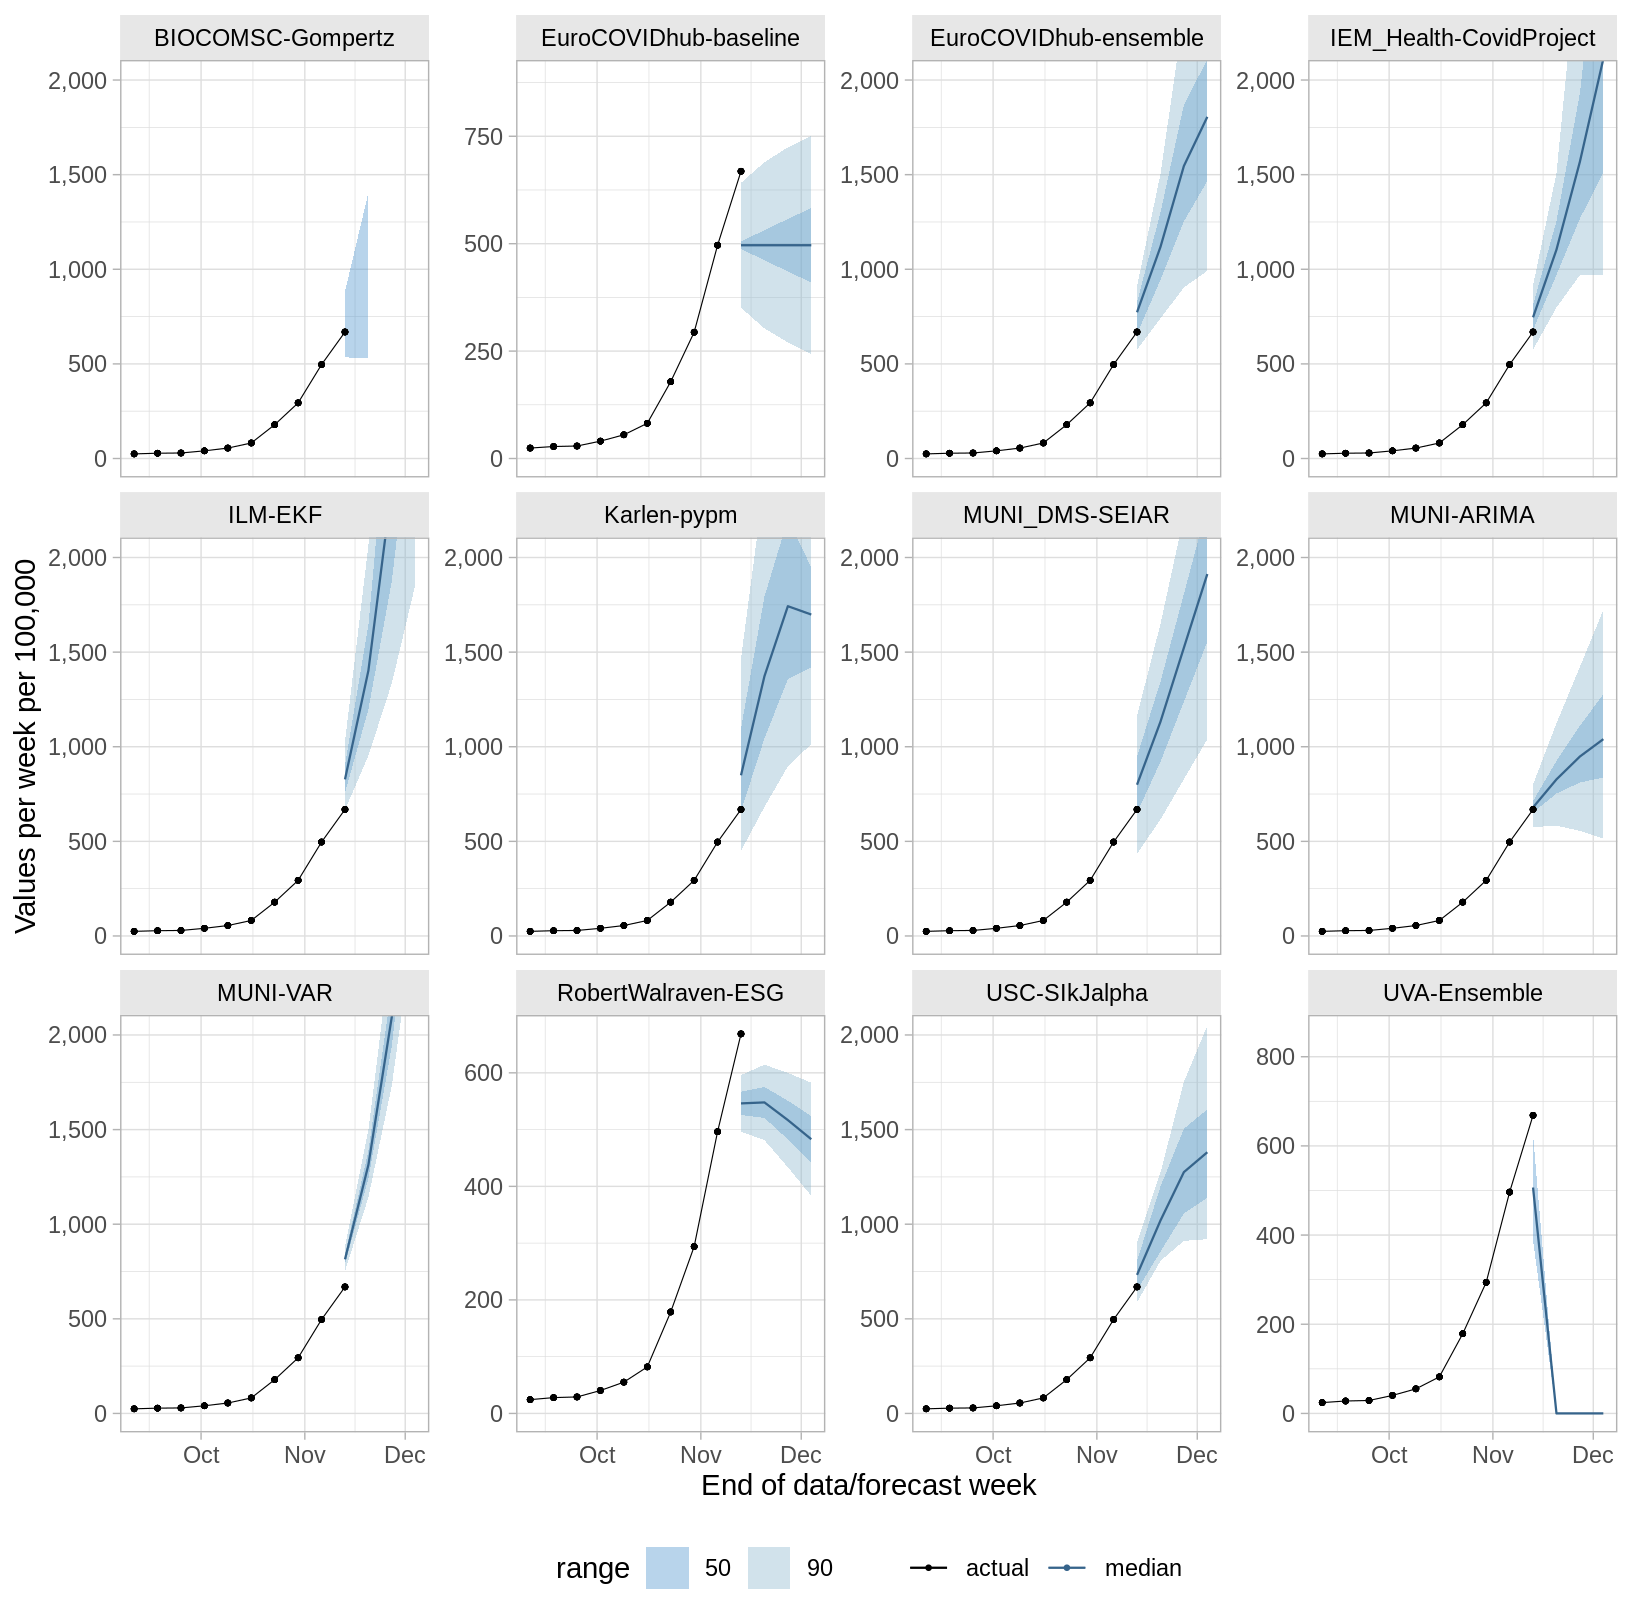 BIOCOMSC-Gompertz EuroCOVIDhub-baseline EuroCOVIDhub-ensemble IEM_Health-CovidProject
2,000 2,000 2,000
750
1,500 1,500 1,500
500
1,000 1,000 1,000
250
500 500 500
0 0 0 0
ILM-EKF Karlen-pypm MUNI_DMS-SEIAR MUNI-ARIMA
2,000 2,000 2,000 2,000
1,500 1,500 1,500 1,500
1,000 1,000 1,000 1,000
500 500 500 500
0 0 0 0
Values per week per 100,000
MUNI-VAR RobertWalraven-ESG USC-SIkJalpha UVA-Ensemble
2,000 600 2,000 800
1,500 400 1,500 600
1,000 200 1,000 400
500 0 500 200
0 0 0
Oct Nov Dec Oct Nov Dec Oct Nov Dec Oct Nov Dec
End of data/forecast week
range 50 90 actual median